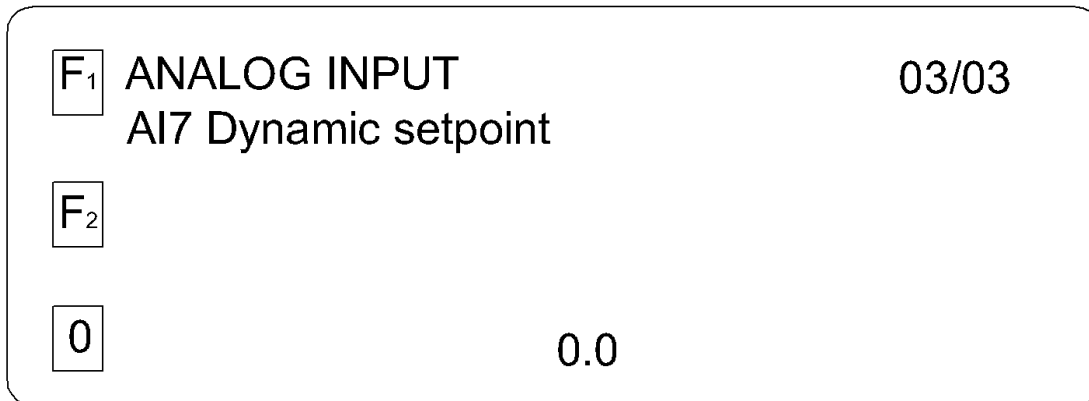 F₁ ANALOG INPUT 03/03
AI7 Dynamic setpoint
F₂
0 0.0